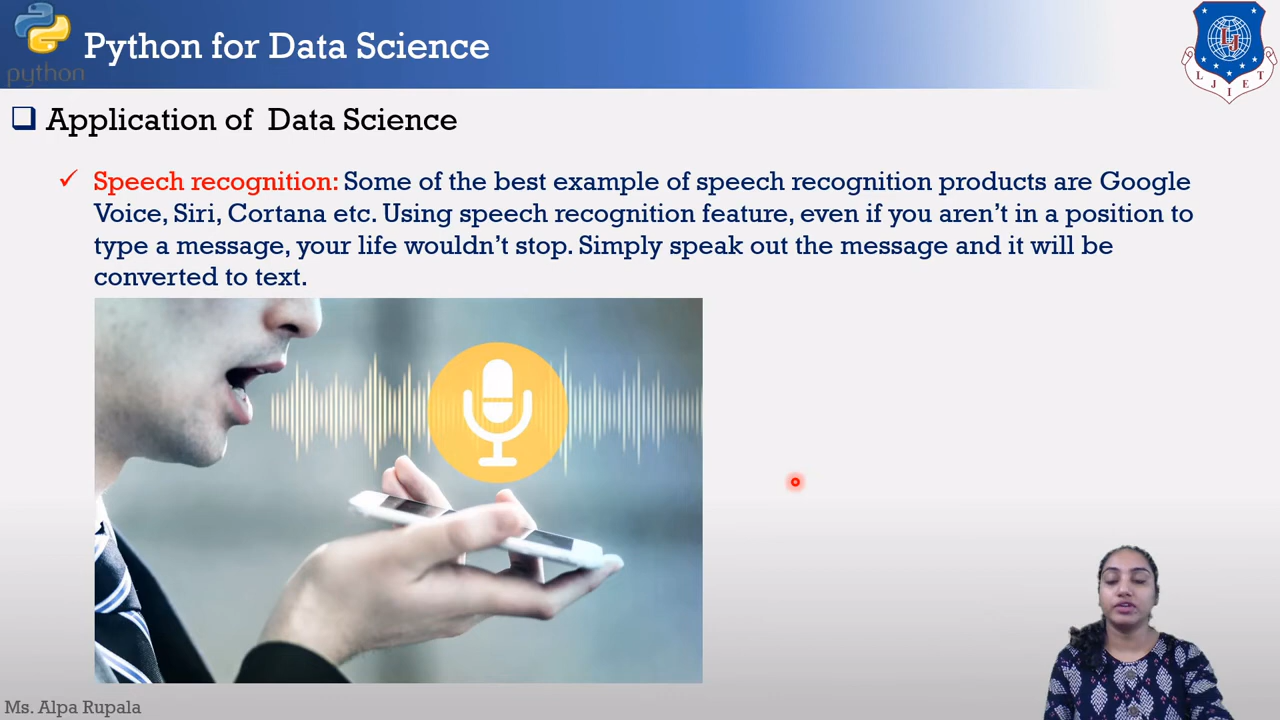 python
Python for Data Science
L J I E T
Application of Data Science
Speech recognition: Some of the best example of speech recognition products are Google
Voice, Siri, Cortana etc. Using speech recognition feature, even if you aren't in a position to
type a message, your life wouldn't stop. Simply speak out the message and it will be
converted to text.
Ms. Alpa Rupala